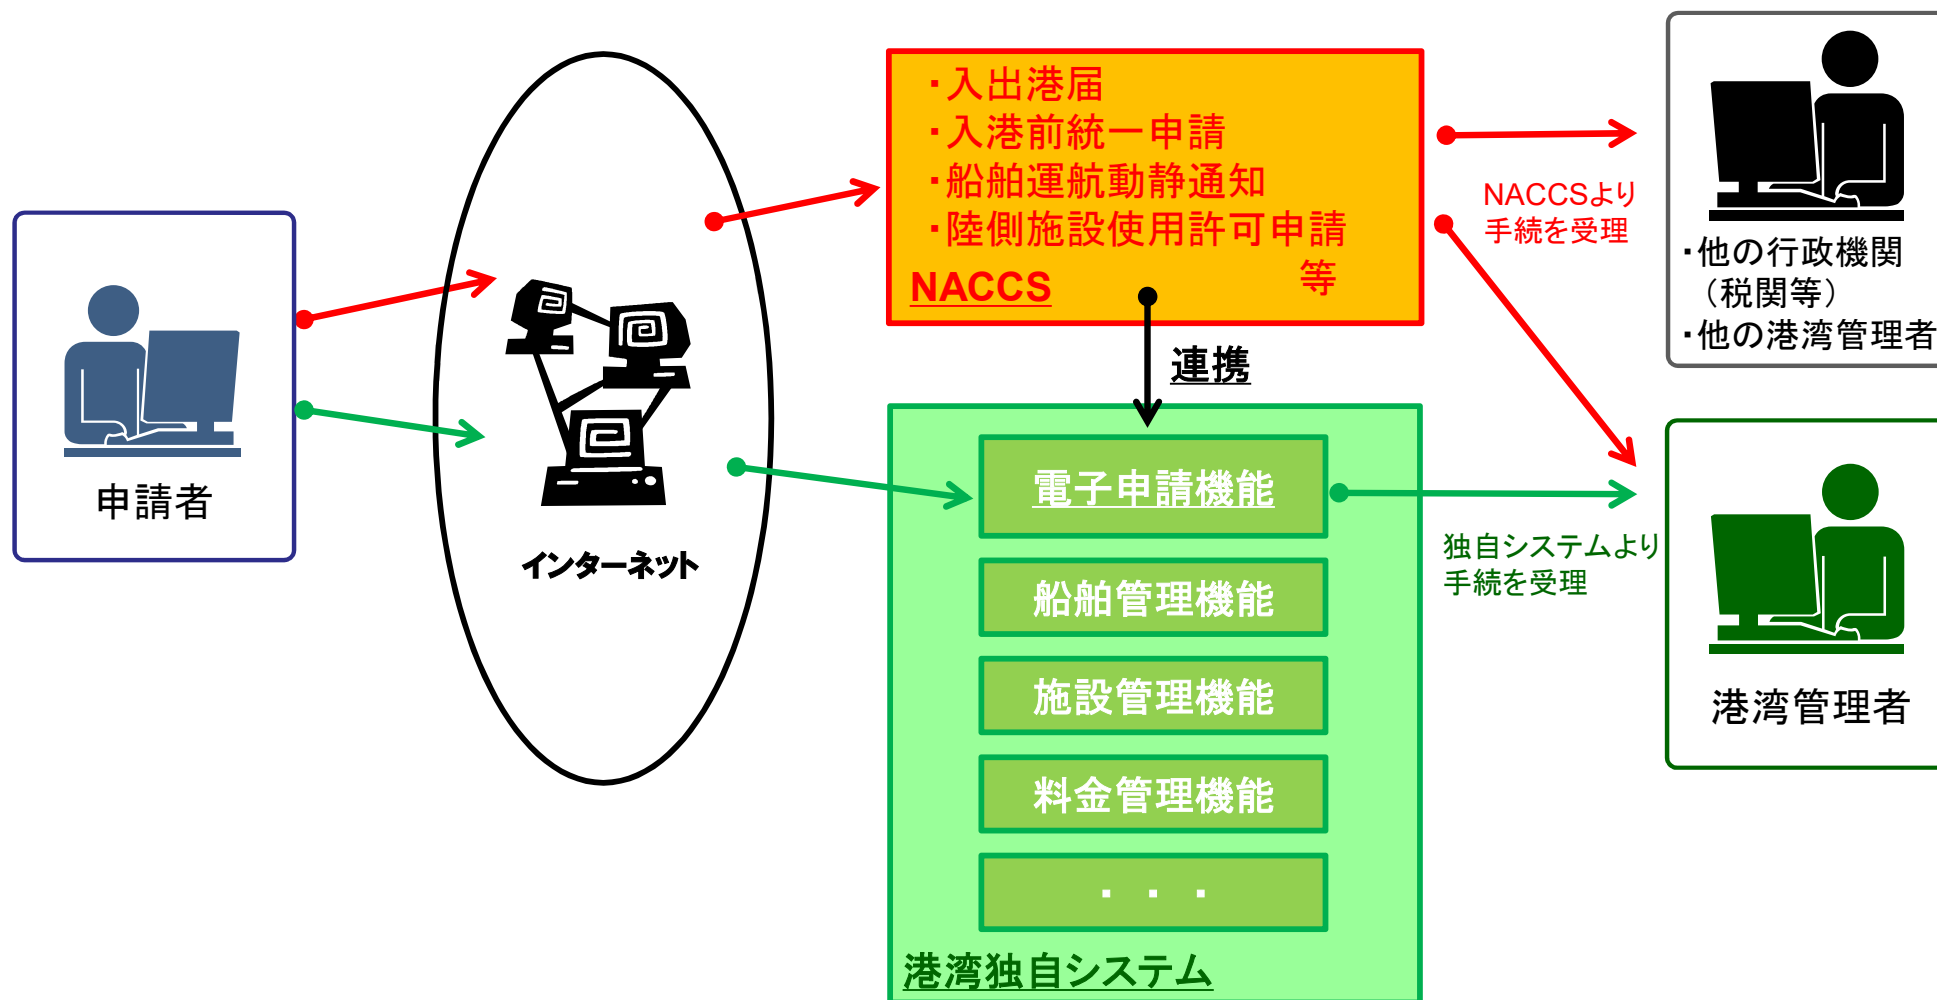 ・入出港届
・入港前統一申請
・船舶運航動静通知
・陸側施設使用許可申請
等
NACCS
NACCSより
手続を受理
・他の行政機関
（税関等）
・他の港湾管理者
連携
申請者
インターネット
電子申請機能
船舶管理機能
施設管理機能
料金管理機能
・・・
港湾独自システム
独自システムより
手続を受理
港湾管理者